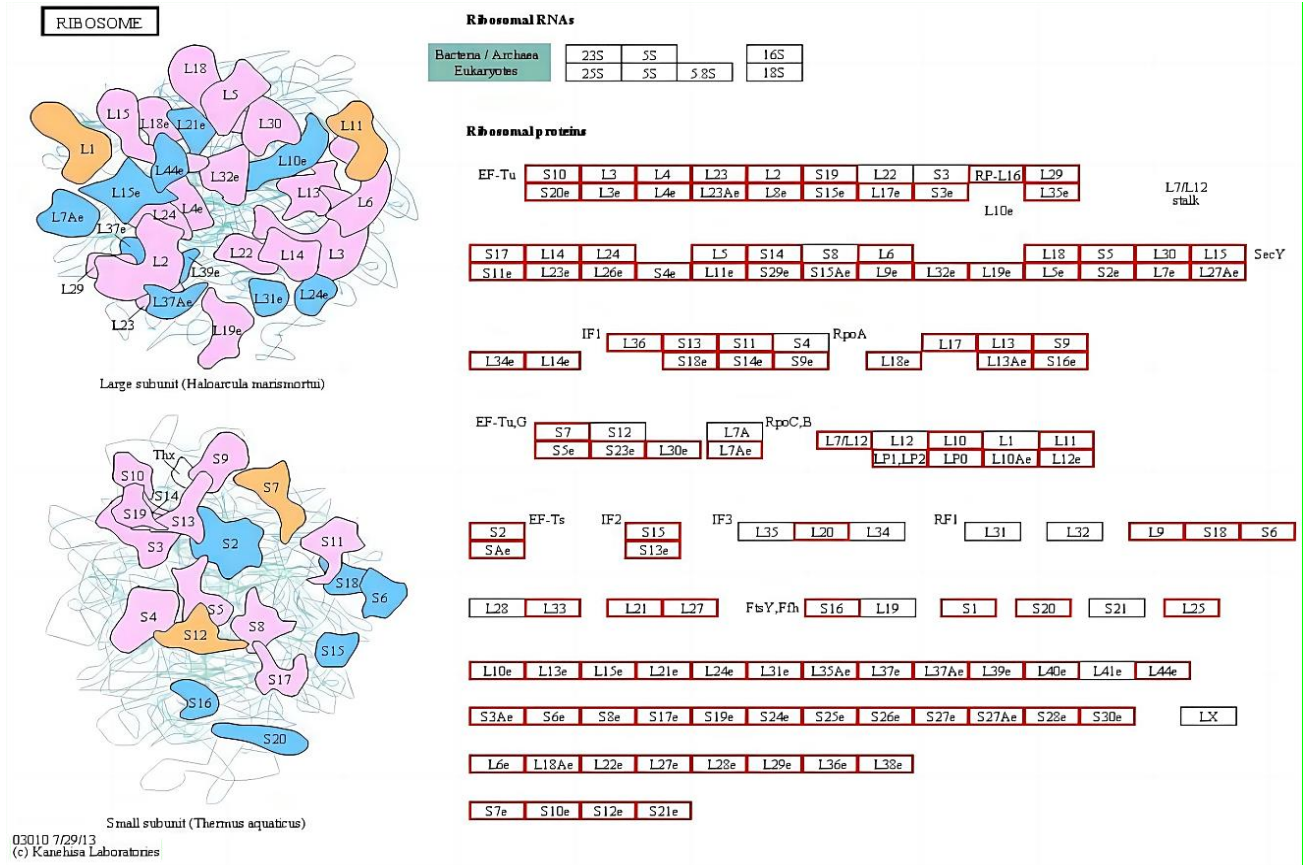 RIBOSOME
Ribosomal RNAs
Bacteria / Archaea 23S 5S 16S
Eukaryotes 25S 5S 5 8S 18S
Ribosomal proteins
EF-Tu S10 L3 L4 L23 L2 S19 L22 S3 RP-L16 L29
S20e L3e L4e L23Ae L8e S15e L17e S3e L35e
L10e
L7/L12
stalk
S17 L14 L24 L5 S14 S8 L6 L18 S5 L30 L15 SecY
S11e L23e L26e S4e L11e S29e S15Ae L9e L32e L19e L5e S2e L7e L27Ae
IF1 L36 S13 S11 S4 RpoA L17 L13 S9
L34e L14e S18e S14e S9e L18e L13Ae S16e
EF-Tu,G S7 S12 L7A RpoC,B L7/L12 L12 L10 L1 L11
S5e S23e L30e L7Ae LP1,LP2 LP0 L10Ae L12e
S2 EF-Ts IF2 S15 IF3 L35 L20 L34 RF1 L31 L32 L9 S18 S6
SAe S13e
L28 L33 L21 L27 FtsY,Ffh S16 L19 S1 S20 S21 L25
L10e L13e L15e L21e L24e L31e L35Ae L37e L37Ae L39e L40e L41e L44e
S3Ae S6e S8e S17e S19e S24e S25e S26e S27e S27Ae S28e S30e LX
L6e L18Ae L22e L27e L28e L29e L36e L38e
S7e S10e S12e S21e
L18
L5
L15
L18e
L21e
L30
L11
L1
L44e
L32e
L10e
L15e
L13
L6
L7Ae
L24
L4e
L37e
L2
L22
L14
L3
L39e
L29
L37Ae
L31e
L24e
L23
L19e
Large subunit (Haloarcula marismortui)
Thx
S9
S10
S14
S7
S19
S13
S3
S2
S11
S18
S6
S4
S5
S12
S8
S15
S17
S16
S20
Small subunit (Thermus aquaticus)
03010 7/29/13
(c) Kanehisa Laboratories